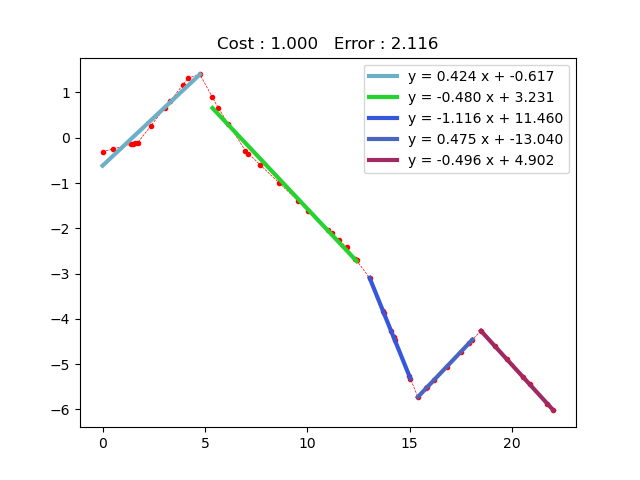 Cost : 1.000   Error : 2.116
y = 0.424 x + -0.617
y = -0.480 x + 3.231
y = -1.116 x + 11.460
y = 0.475 x + -13.040
y = -0.496 x + 4.902
1
0
−1
−2
−3
−4
−5
−6
0 5 10 15 20